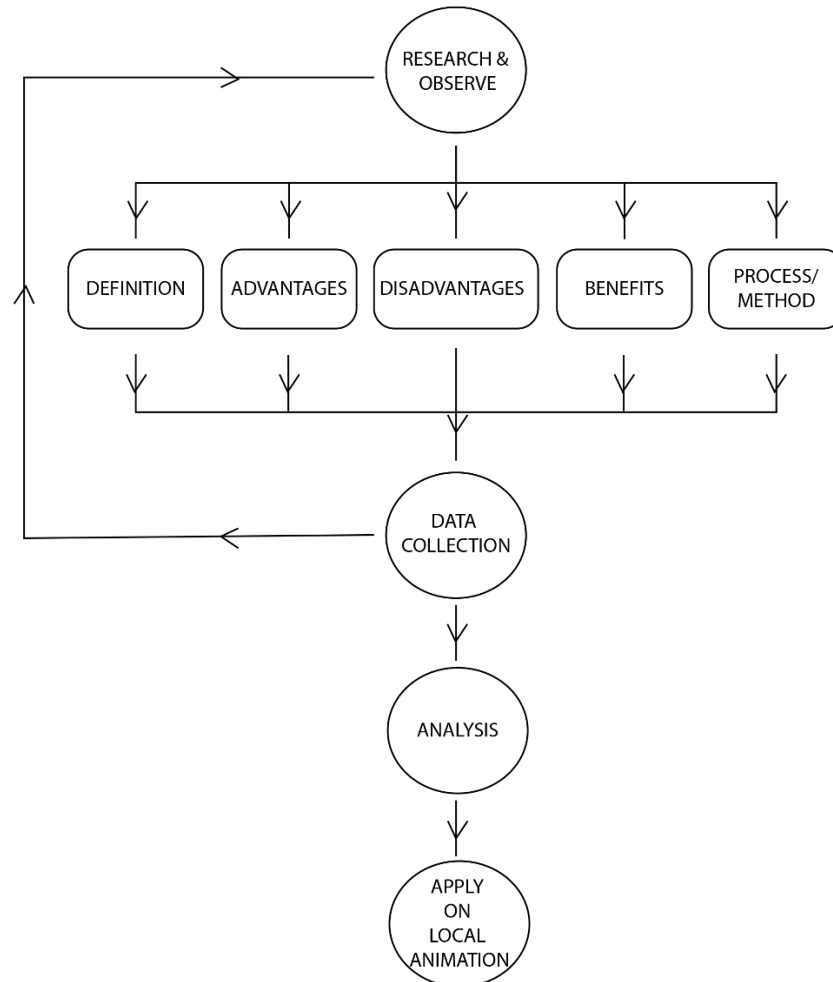 RESEARCH &
OBSERVE
DEFINITION
ADVANTAGES
DISADVANTAGES
BENEFITS
PROCESS/
METHOD
DATA
COLLECTION
ANALYSIS
APPLY
ON
LOCAL
ANIMATION